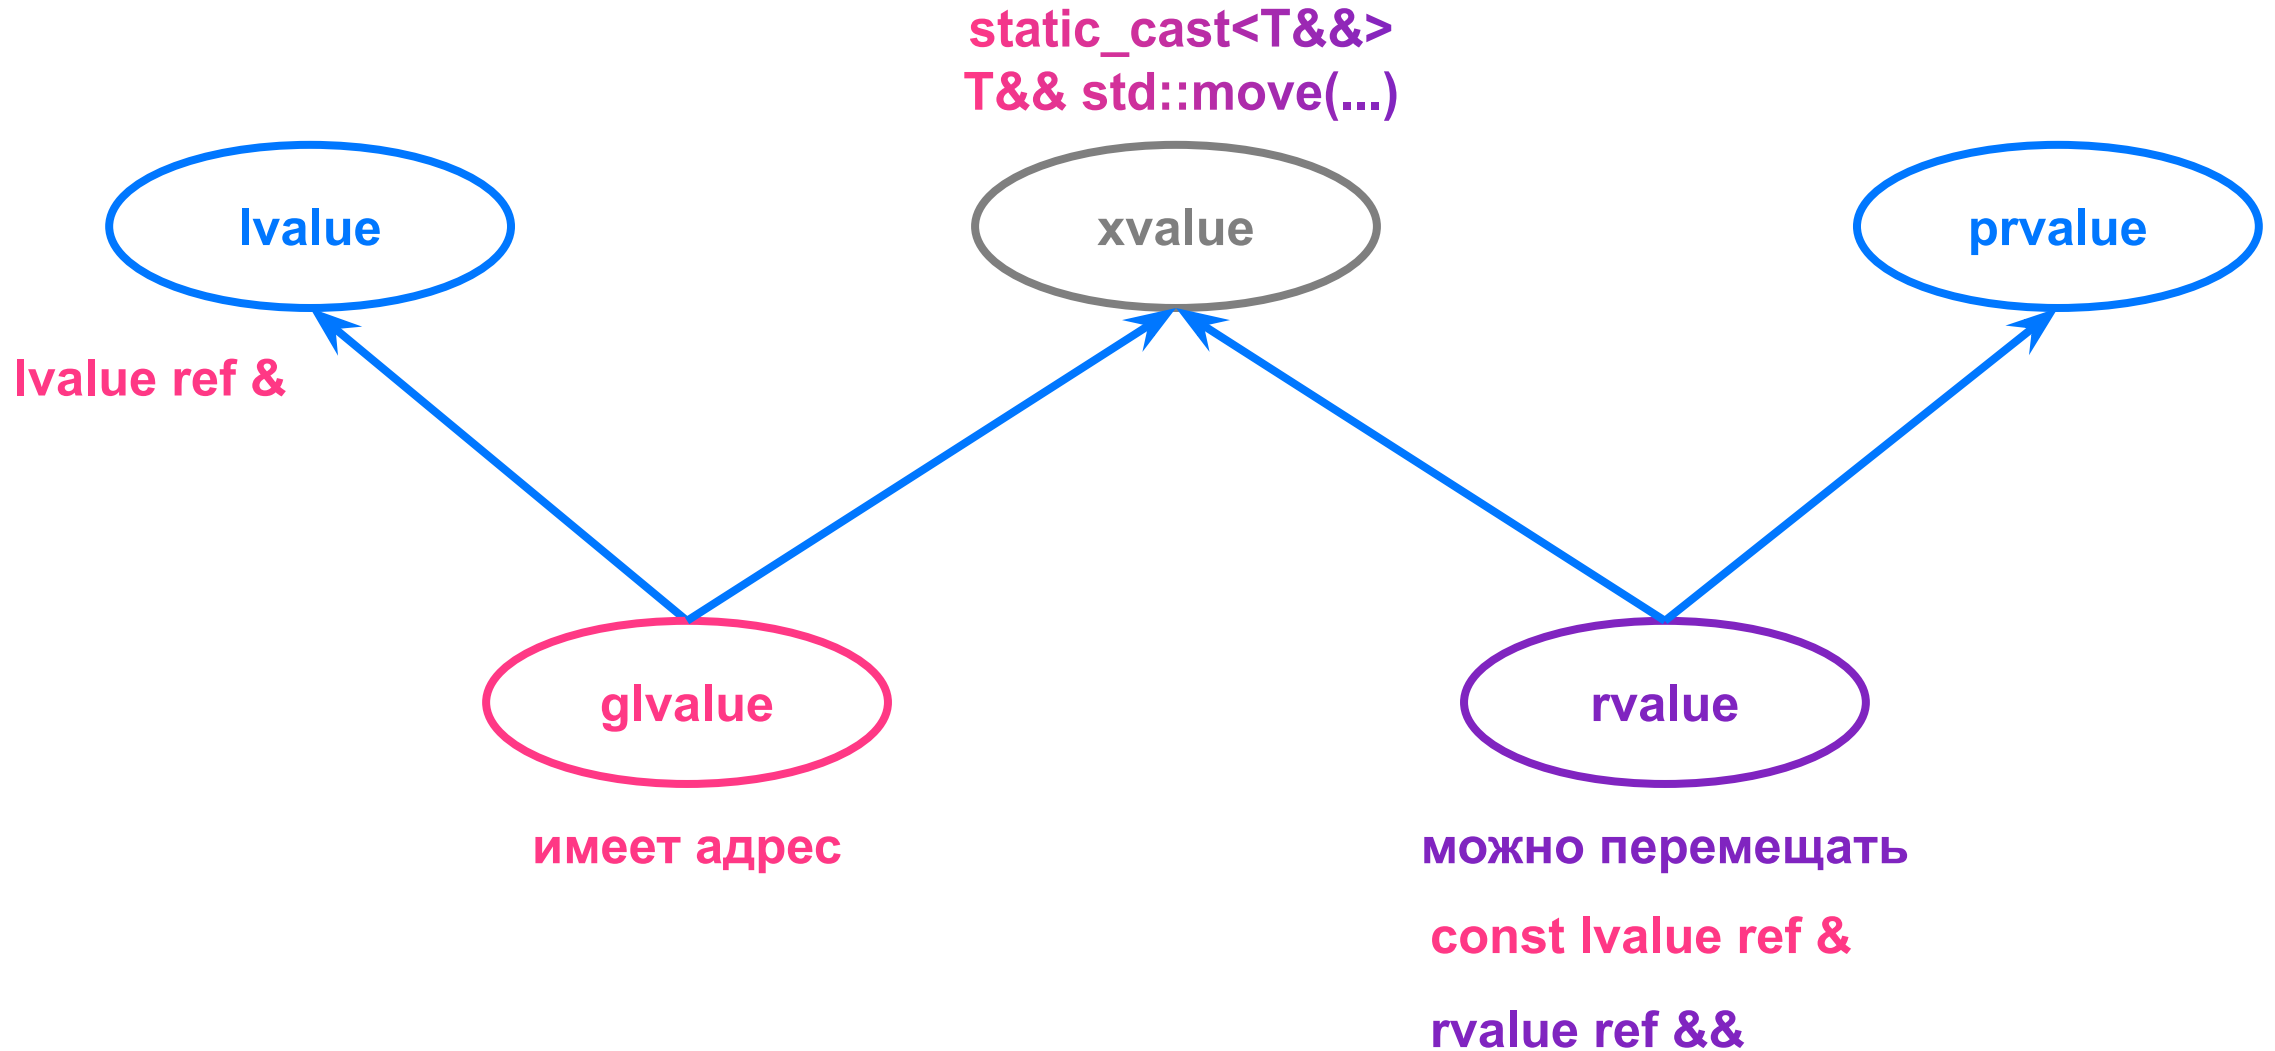 static_cast<T&&>
T&& std::move(...)
lvalue
xvalue
prvalue
lvalue ref &
glvalue
rvalue
имеет адрес
можно перемещать
const lvalue ref &
rvalue ref &&